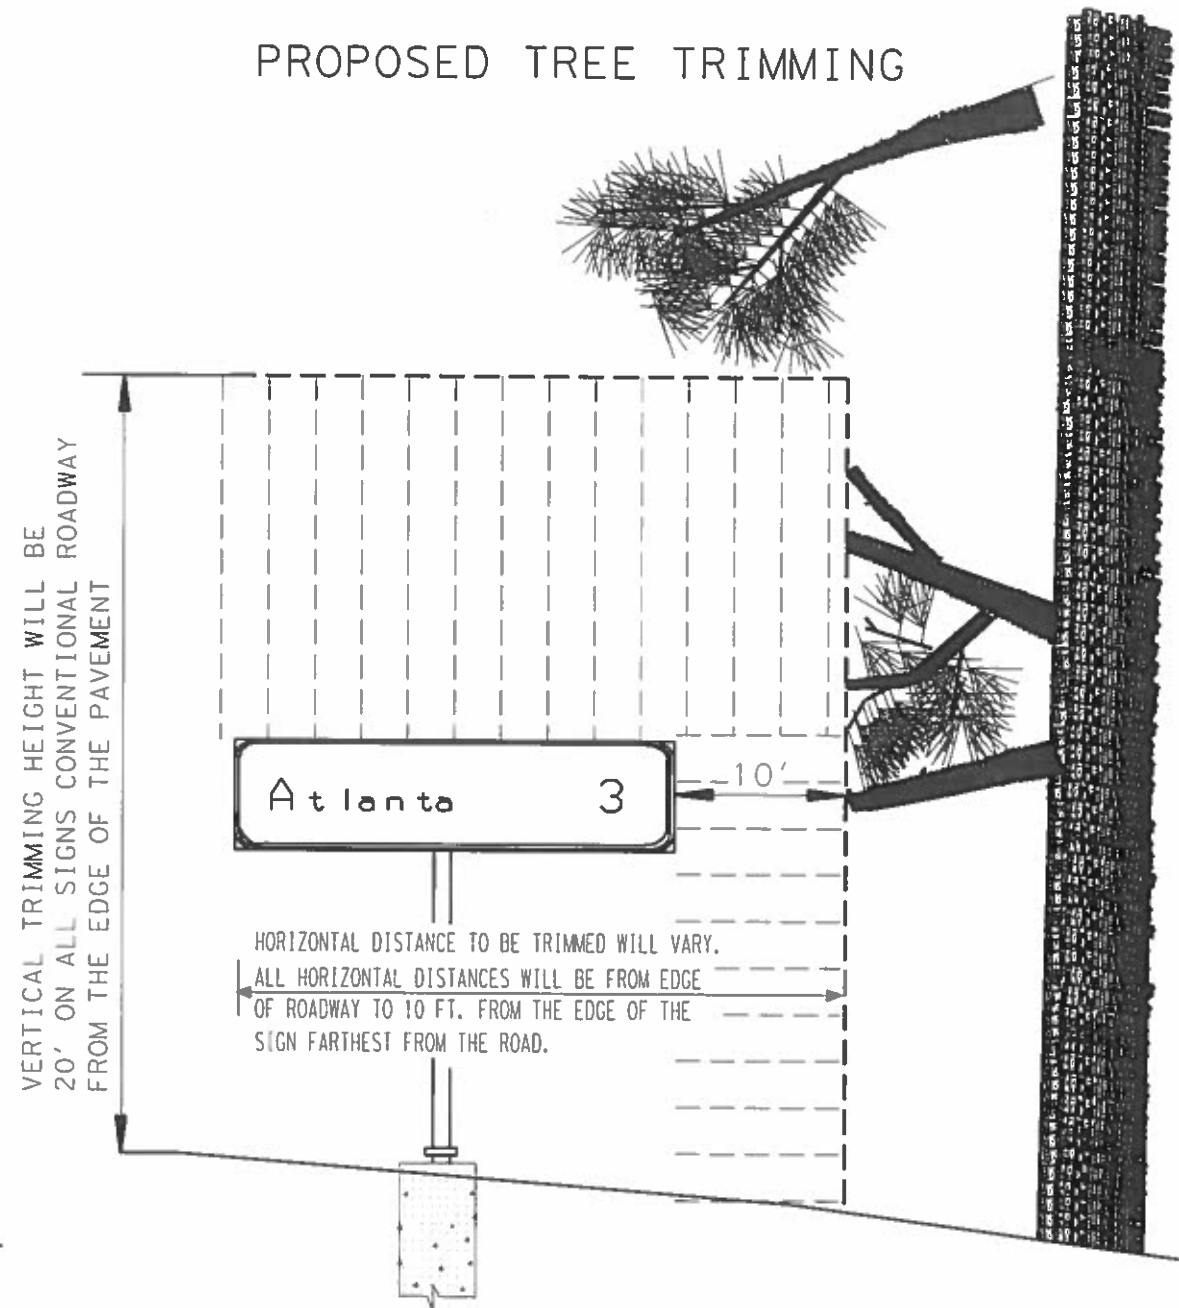 PROPOSED TREE TRIMMING
VERTICAL TRIMMING HEIGHT WILL BE
20' ON ALL SIGNS CONVENTIONAL ROADWAY
FROM THE EDGE OF THE PAVEMENT
Atlanta 3
10'
HORIZONTAL DISTANCE TO BE TRIMMED WILL VARY.
ALL HORIZONTAL DISTANCES WILL BE FROM EDGE
OF ROADWAY TO 10 FT. FROM THE EDGE OF THE
SIGN FARTHEST FROM THE ROAD.